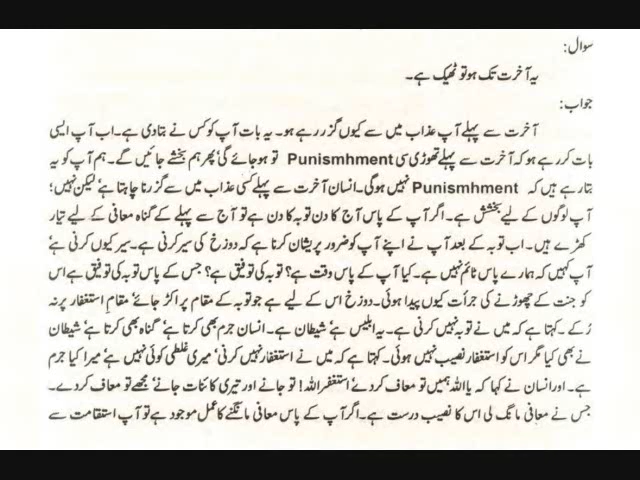 سوال:
یہ آخرت تک ہو تو ٹھیک ہے۔
جواب:
آخرت سے پہلے آپ عذاب میں سے کیوں گزر رہے ہو۔ یہ بات آپ کو کس نے بتا دی ہے۔ اب آپ ایسی
بات کر رہے ہو کہ آخرت سے پہلے تھوڑی سی Punismhment تو ہو جائے گی‘ پھر ہم بخشے جائیں گے۔ ہم آپ کو یہ
بتا رہے ہیں کہ Punismhment نہیں ہو گی۔ انسان آخرت سے پہلے کسی عذاب میں سے گزرنا چاہتا ہے‘ لیکن نہیں‘
آپ لوگوں کے لیے بخشش ہے۔ اگر آپ کے پاس آج کا دن توبہ کا دن ہے تو آج سے پہلے کے گناہ معافی کے لیے تیار
کھڑے ہیں۔ اب توبہ کے بعد آپ نے اپنے آپ کو ضرور پریشان کرنا ہے کہ دوزخ کی سیر کرنی ہے۔ سیر کیوں کرنی ہے‘
آپ کہیں کہ ہمارے پاس ٹائم نہیں ہے۔ کیا آپ کے پاس وقت ہے؟ توبہ کی توفیق ہے؟ جس کے پاس توبہ کی توفیق ہے اس
کو جنت کے چھوڑنے کی جرأت کیوں پیدا ہوئی۔ دوزخ اس کے لیے ہے جو توبہ کے مقام پر اکڑ جائے‘ مقامِ استغفار پر نہ
رُکے۔ کہتا ہے کہ میں نے توبہ نہیں کرنی ہے۔ یہ ابلیس ہے‘ شیطان ہے۔ انسان جرم بھی کرتا ہے‘ گناہ بھی کرتا ہے‘ شیطان
نے بھی کیا مگر اس کو استغفار نصیب نہیں ہوئی۔ کہتا ہے کہ میں نے استغفار نہیں کرنی‘ میری غلطی کوئی نہیں ہے‘ میرا کیا جرم
ہے۔ اور انسان نے کہا کہ یا اللہ ہمیں تو معاف کر دے‘ استغفر اللہ! تو جانے اور تیری کائنات جانے‘ مجھے تو معاف کر دے۔
جس نے معافی مانگ لی اس کا نصیب درست ہے۔ اگر آپ کے پاس معافی مانگنے کا عمل موجود ہے تو آپ استقامت سے